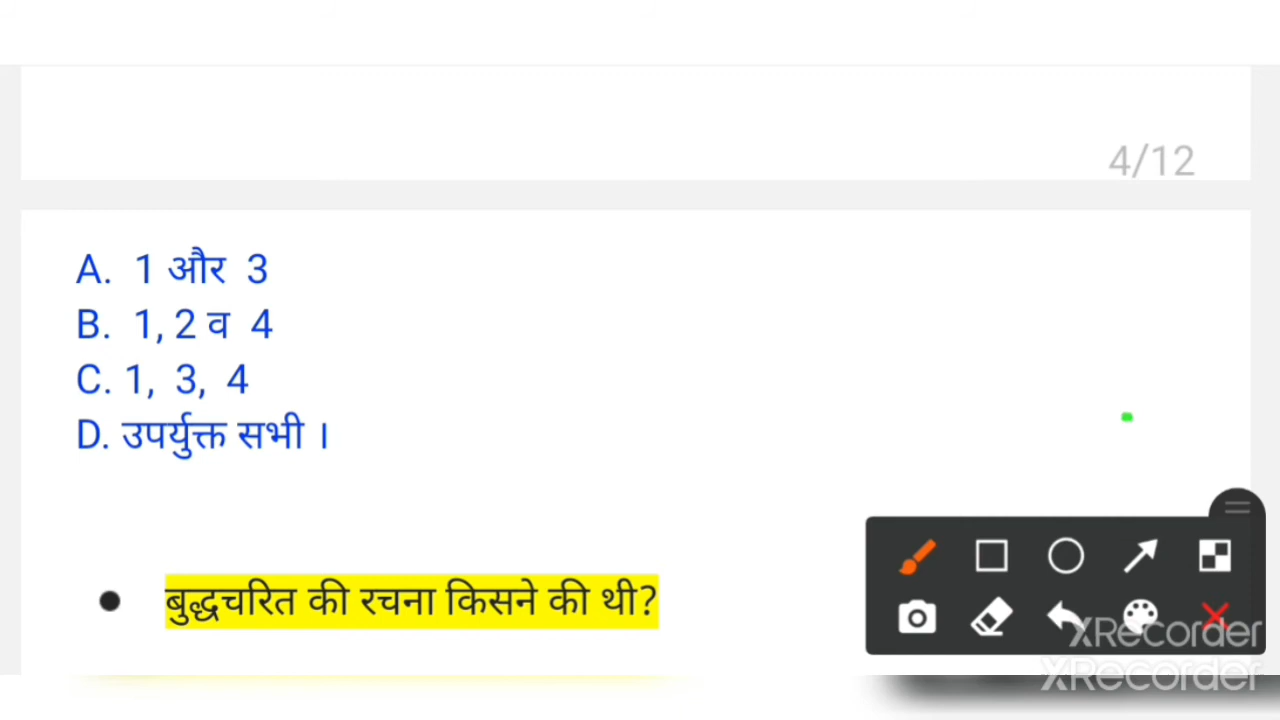 4/12
A. 1 और 3
B. 1, 2 व 4
C. 1, 3, 4
D. उपर्युक्त सभी ।
बुद्धचरित की रचना किसने की थी?
XRecorder
XRecorder